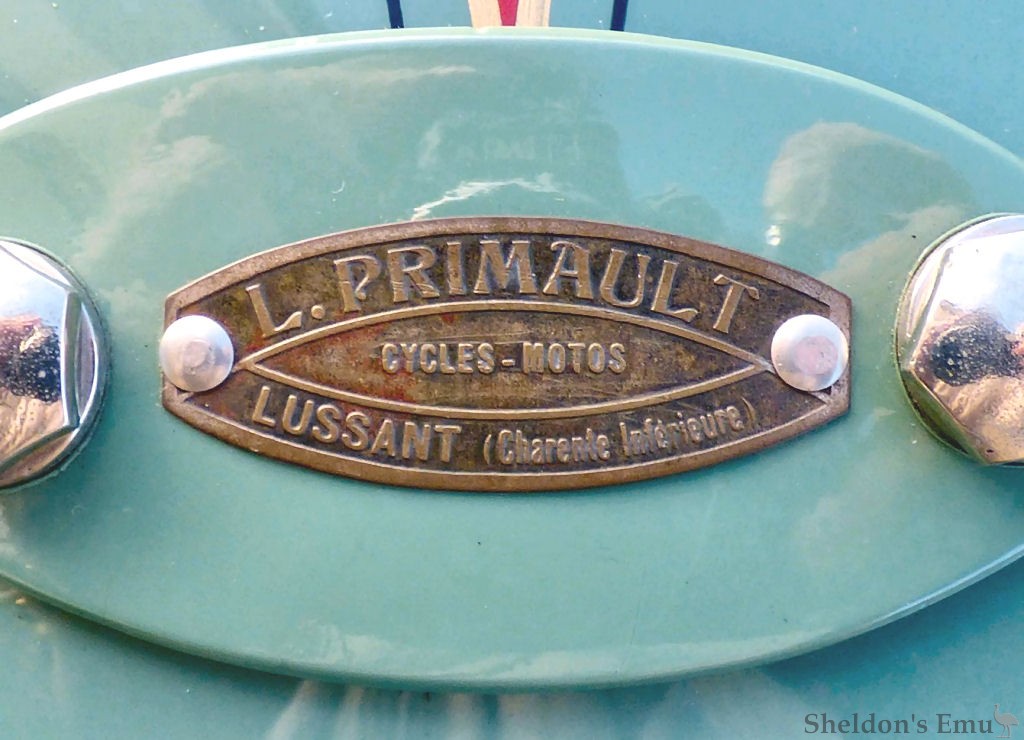 L. PRIMAULT
CYCLES-MOTOS
LUSSANT (Charente Inférieure)
Sheldon's Emu